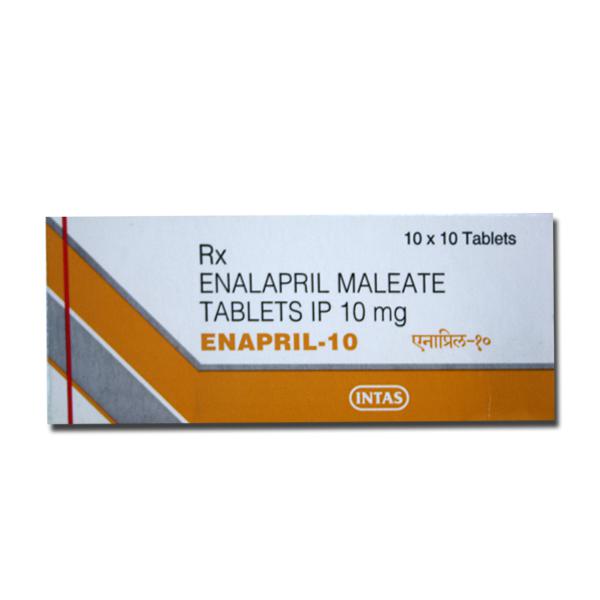 10 x 10 Tablets
Rx
ENALAPRIL MALEATE
TABLETS IP 10 mg
ENAPRIL-10 एनाप्रिल-१०
INTAS